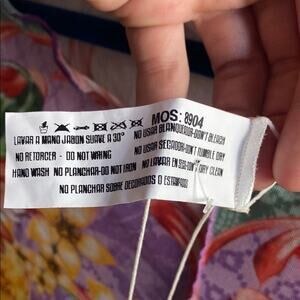 MOS: 8904
LAVAR A MANO JABON SUAVE A 30° NO USAR BLANQUEADOR-DON'T BLEACH
NO RETORCER - DO NOT WRING NO USAR SECADOR-DON'T TUMBLE DRY
HAND WASH NO PLANCHAR-DO NOT IRON NO LAVAR EN DRY CLEAN
NO PLANCHAR SOBRE DECORADOS O ESTAMPADO